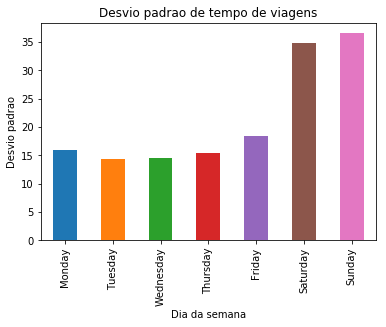 Desvio padrao de tempo de viagens
Desvio padrao
35
30
25
20
15
10
5
0
Monday
Tuesday
Wednesday
Thursday
Friday
Saturday
Sunday
Dia da semana